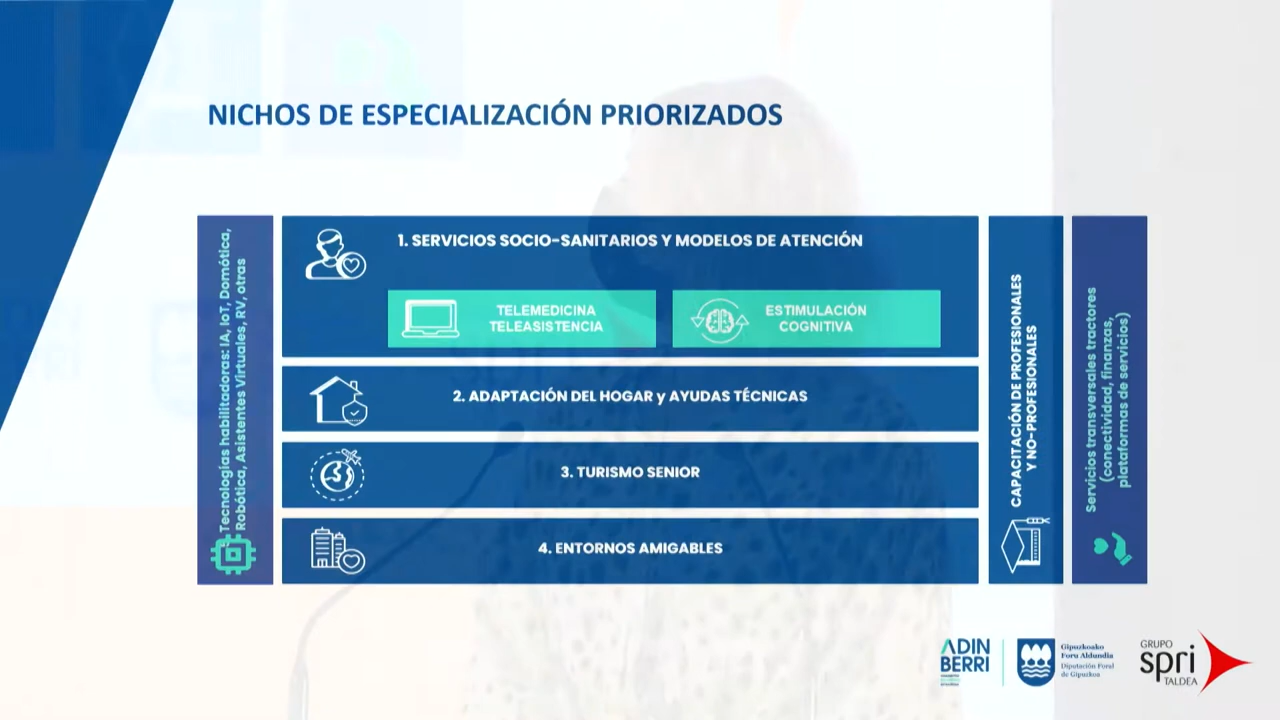 NICHOS DE ESPECIALIZACIÓN PRIORIZADOS
Tecnologías habilitadoras: IA, IoT, Domótica,
Robótica, Asistentes Virtuales, RV, otras
1. SERVICIOS SOCIO-SANITARIOS Y MODELOS DE ATENCIÓN
TELEMEDICINA
TELEASISTENCIA
ESTIMULACIÓN
COGNITIVA
2. ADAPTACIÓN DEL HOGAR y AYUDAS TÉCNICAS
3. TURISMO SENIOR
4. ENTORNOS AMIGABLES
CAPACITACIÓN DE PROFESIONALES
Y NO-PROFESIONALES
Servicios transversales tractores
(conectividad, finanzas,
plataformas de servicios)
ADIN
BERRI
Gipuzkoako
Foru Aldundia
Diputación Foral
de Gipuzkoa
GRUPO
spri
TALDEA